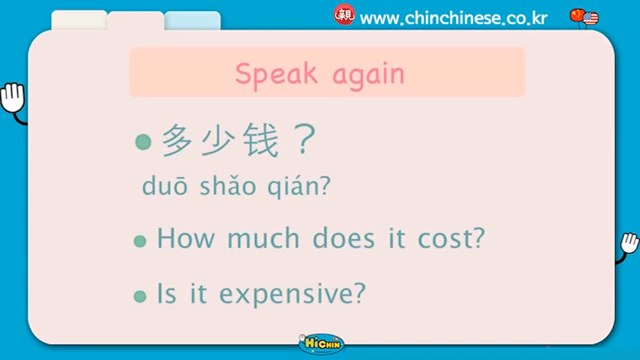 親 www.chinchinese.co.kr
Speak again
多少钱？
duō shǎo qián?
How much does it cost?
Is it expensive?
HiCHIN